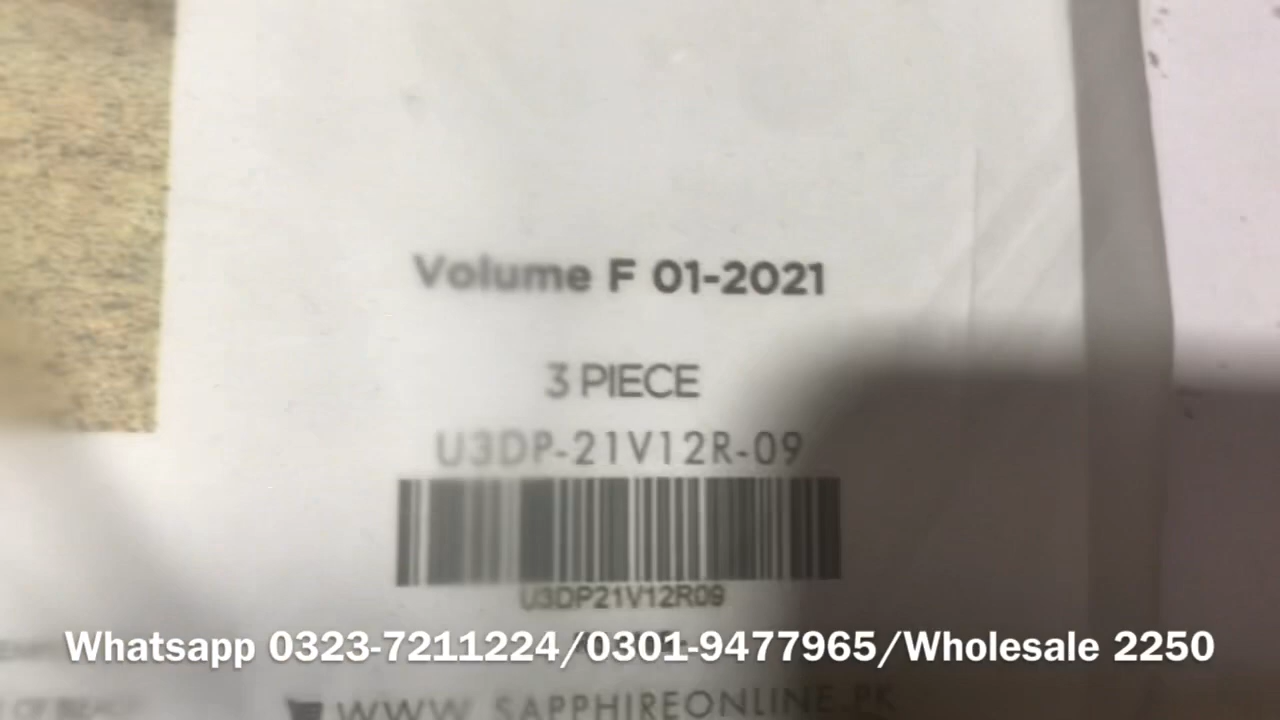 Volume F 01-2021
3 PIECE
U3DP-21V12R-09
U3DP21V12R09
Whatsapp 0323-7211224/0301-9477965/Wholesale 2250
WWW.SAPPHIREONLINE.PK